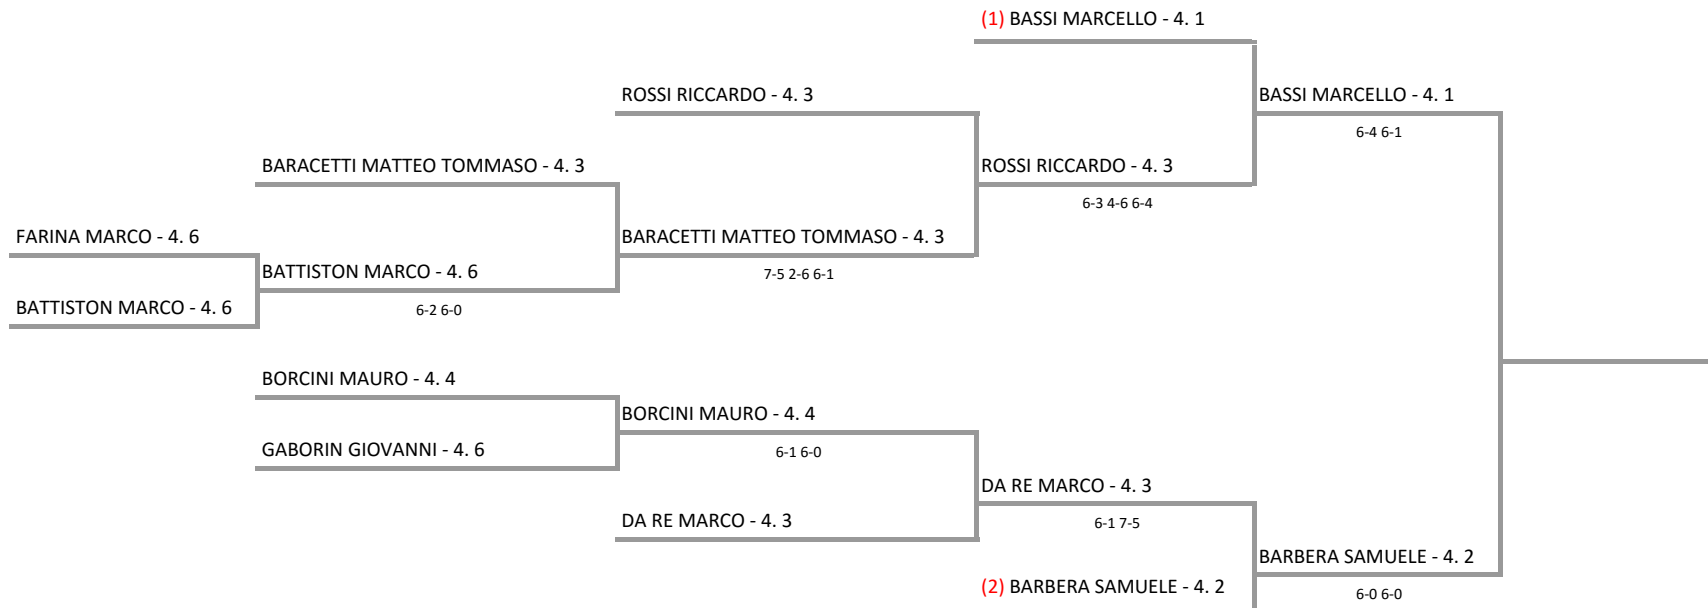 (1) BASSI MARCELLO - 4. 1
ROSSI RICCARDO - 4. 3
BASSI MARCELLO - 4. 1
6-4 6-1
BARACETTI MATTEO TOMMASO - 4. 3
ROSSI RICCARDO - 4. 3
6-3 4-6 6-4
FARINA MARCO - 4. 6
BARACETTI MATTEO TOMMASO - 4. 3
BATTISTON MARCO - 4. 6
7-5 2-6 6-1
BATTISTON MARCO - 4. 6
6-2 6-0
BORCINI MAURO - 4. 4
BORCINI MAURO - 4. 4
GABORIN GIOVANNI - 4. 6
6-1 6-0
DA RE MARCO - 4. 3
DA RE MARCO - 4. 3
6-1 7-5
BARBERA SAMUELE - 4. 2
(2) BARBERA SAMUELE - 4. 2
6-0 6-0